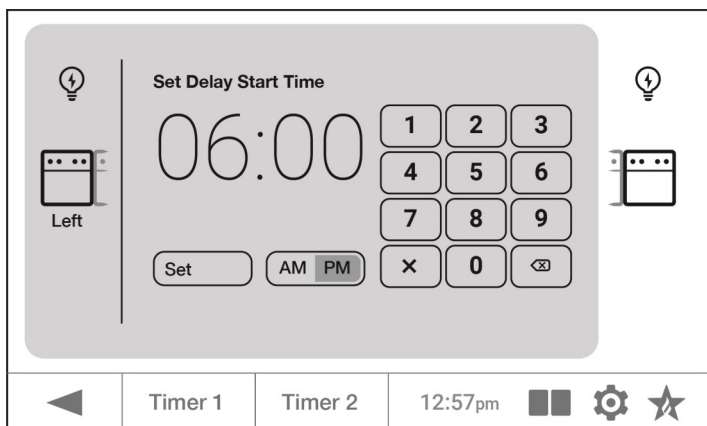 Set Delay Start Time
06:00
1 2 3
4 5 6
7 8 9
× 0
Left
Set AM PM
Timer 1 Timer 2 12:57pm